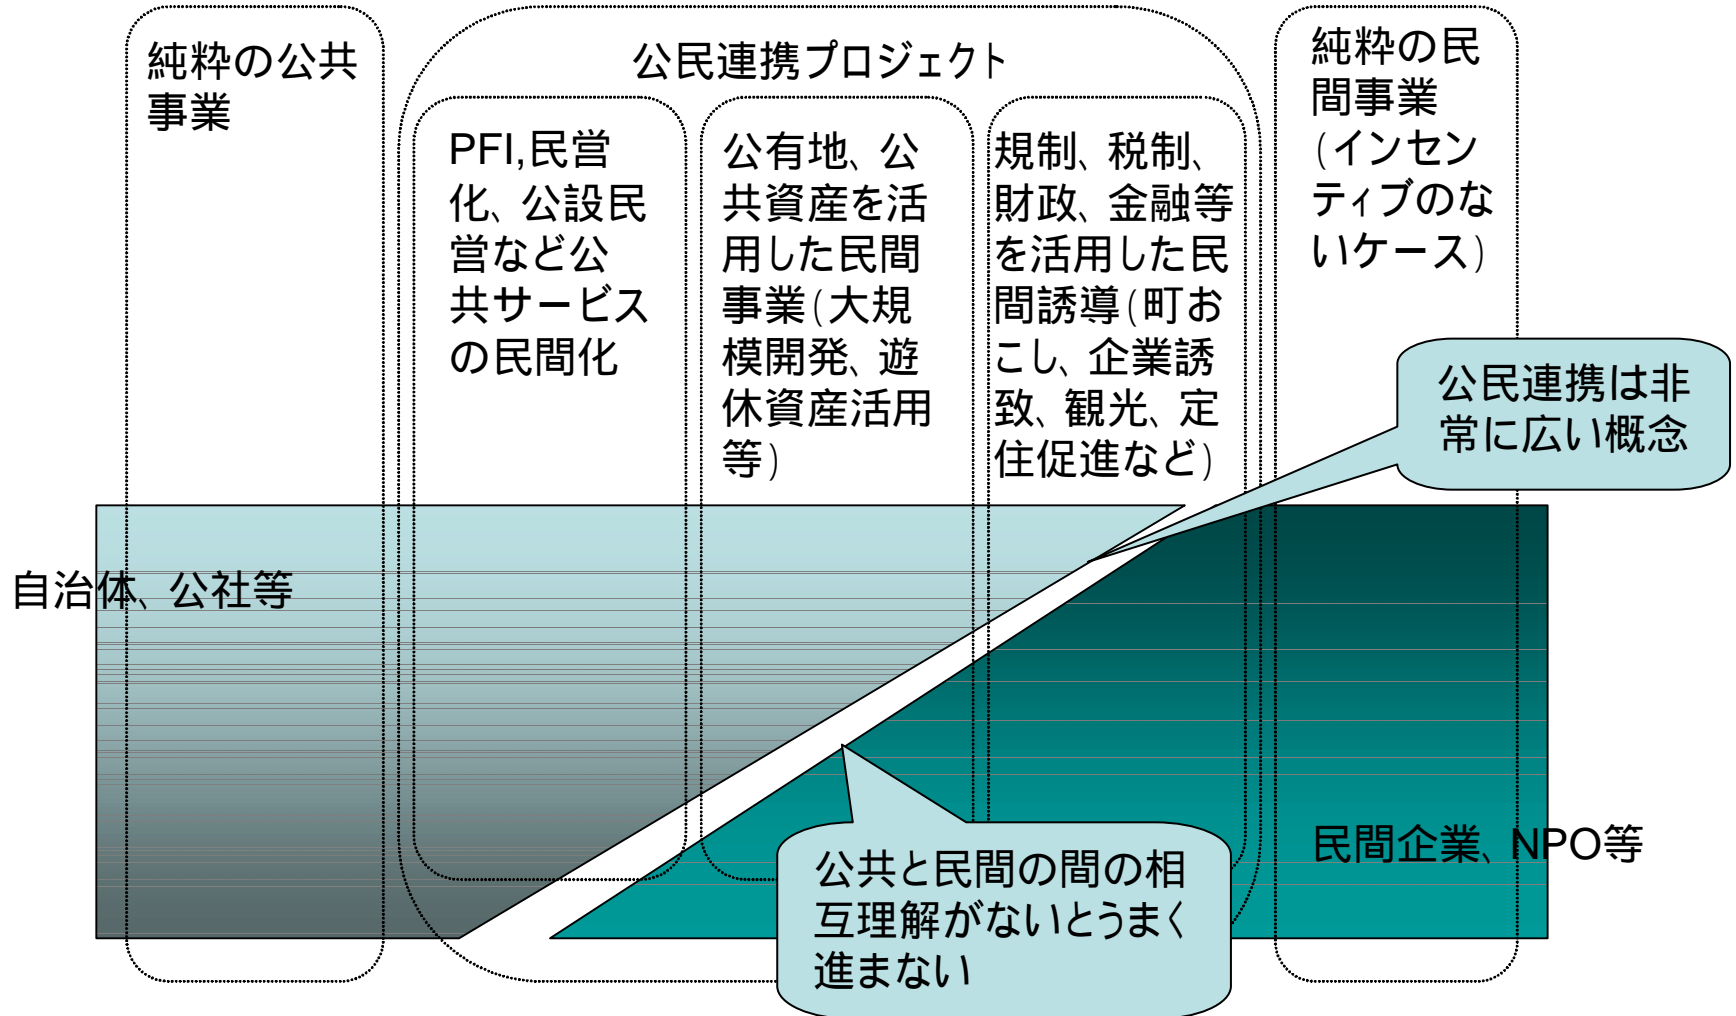 純粋の公共
事業
公民連携プロジェクト
PFI,民営
化、公設民
営など公
共サービス
の民間化
公有地、公
共資産を活
用した民間
事業(大規
模開発、遊
休資産活用
等)
規制、税制、
財政、金融等
を活用した民
間誘導(町お
こし、企業誘
致、観光、定
住促進など)
純粋の民
間事業
(インセン
ティブのな
いケース)
公民連携は非
常に広い概念
自治体、公社等
民間企業、NPO等
公共と民間の間の相
互理解がないとうまく
進まない